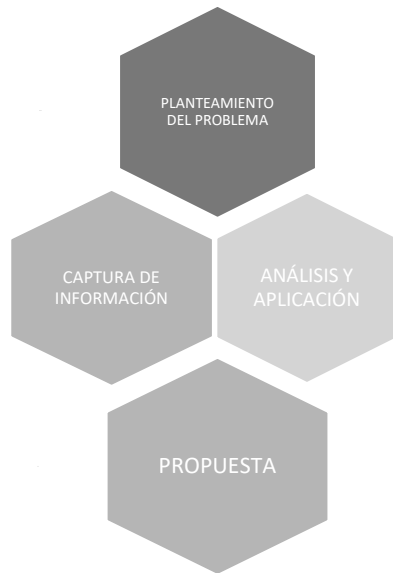 PLANTEAMIENTO
DEL PROBLEMA
CAPTURA DE
INFORMACIÓN
ANÁLISIS Y
APLICACIÓN
PROPUESTA